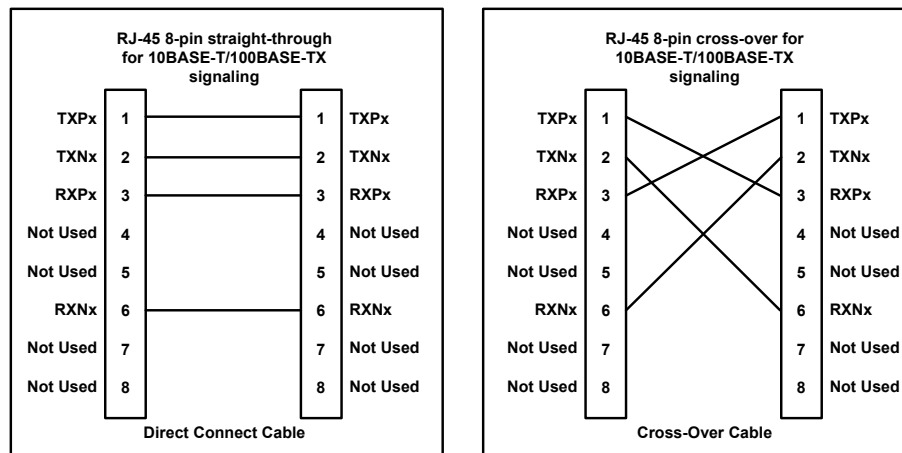 RJ-45 8-pin straight-through
for 10BASE-T/100BASE-TX
signaling
TXPx 1 1 TXPx
TXNx 2 2 TXNx
RXPx 3 3 RXPx
Not Used 4 4 Not Used
Not Used 5 5 Not Used
RXNx 6 6 RXNx
Not Used 7 7 Not Used
Not Used 8 8 Not Used
Direct Connect Cable
RJ-45 8-pin cross-over for
10BASE-T/100BASE-TX
signaling
TXPx 1 1 TXPx
TXNx 2 2 TXNx
RXPx 3 3 RXPx
Not Used 4 4 Not Used
Not Used 5 5 Not Used
RXNx 6 6 RXNx
Not Used 7 7 Not Used
Not Used 8 8 Not Used
Cross-Over Cable